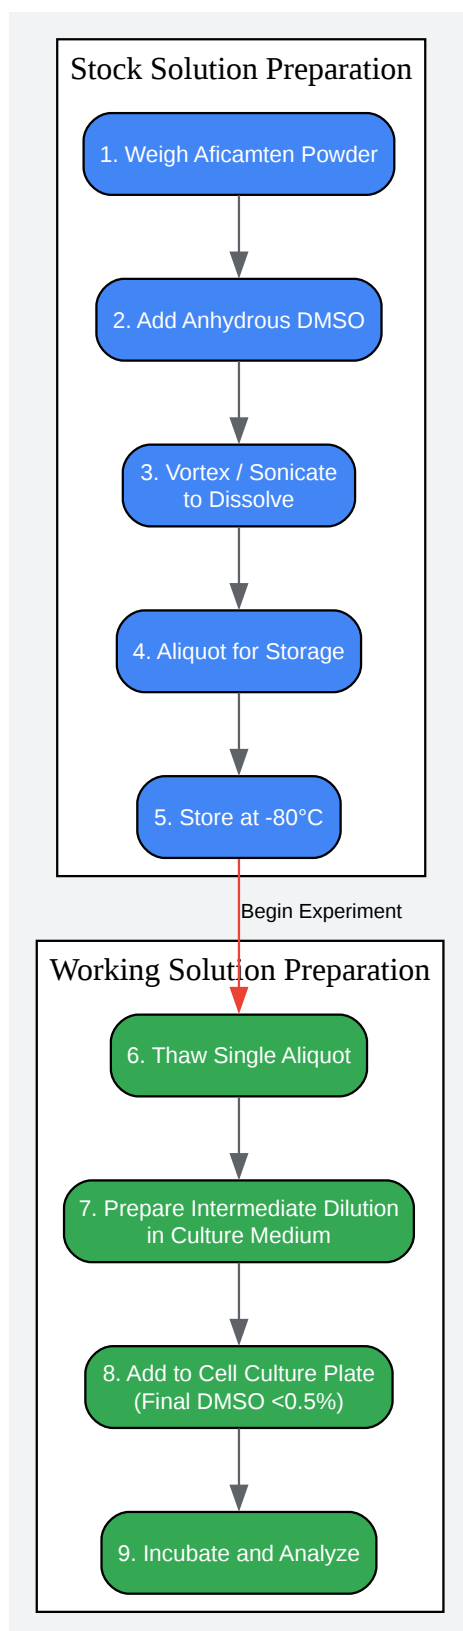 Stock Solution Preparation
1. Weigh Aficamten Powder
2. Add Anhydrous DMSO
3. Vortex / Sonicate
to Dissolve
4. Aliquot for Storage
5. Store at -80°C
Begin Experiment
Working Solution Preparation
6. Thaw Single Aliquot
7. Prepare Intermediate Dilution
in Culture Medium
8. Add to Cell Culture Plate
(Final DMSO <0.5%)
9. Incubate and Analyze